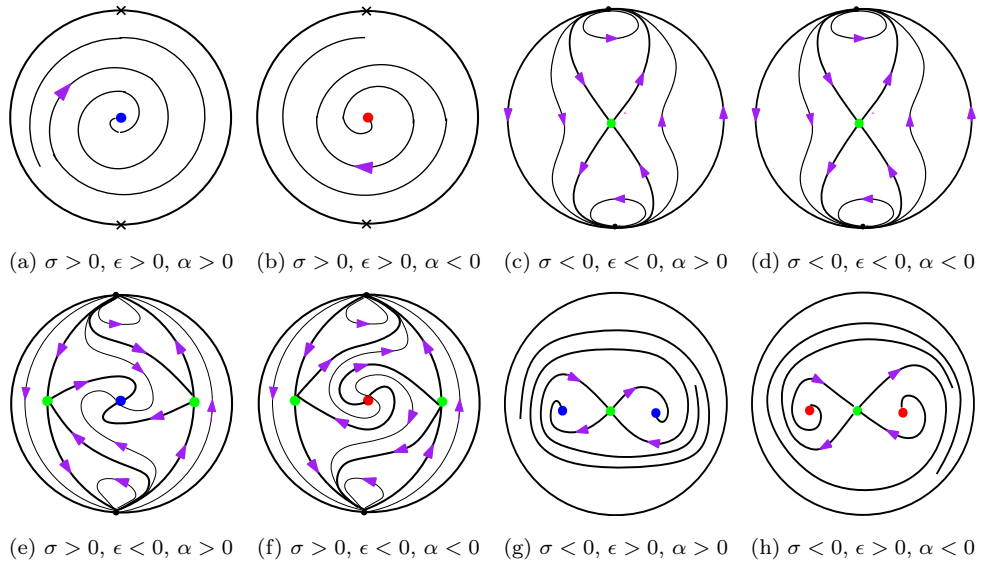 (a) σ > 0, ϵ > 0, α > 0
(b) σ > 0, ϵ > 0, α < 0
(c) σ < 0, ϵ < 0, α > 0
(d) σ < 0, ϵ < 0, α < 0
(e) σ > 0, ϵ < 0, α > 0
(f) σ > 0, ϵ < 0, α < 0
(g) σ < 0, ϵ > 0, α > 0
(h) σ < 0, ϵ > 0, α < 0